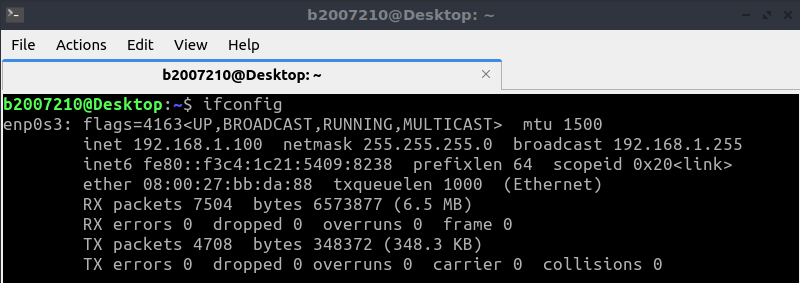 b2007210@Desktop: ~
File Actions Edit View Help
b2007210@Desktop: ~
b2007210@Desktop:~$ ifconfig
enp0s3: flags=4163<UP,BROADCAST,RUNNING,MULTICAST>  mtu 1500
        inet 192.168.1.100  netmask 255.255.255.0  broadcast 192.168.1.255
        inet6 fe80::f3c4:1c21:5409:8238  prefixlen 64  scopeid 0x20<link>
        ether 08:00:27:bb:da:88  txqueuelen 1000  (Ethernet)
        RX packets 7504  bytes 6573877 (6.5 MB)
        RX errors 0  dropped 0  overruns 0  frame 0
        TX packets 4708  bytes 348372 (348.3 KB)
        TX errors 0  dropped 0 overruns 0  carrier 0  collisions 0